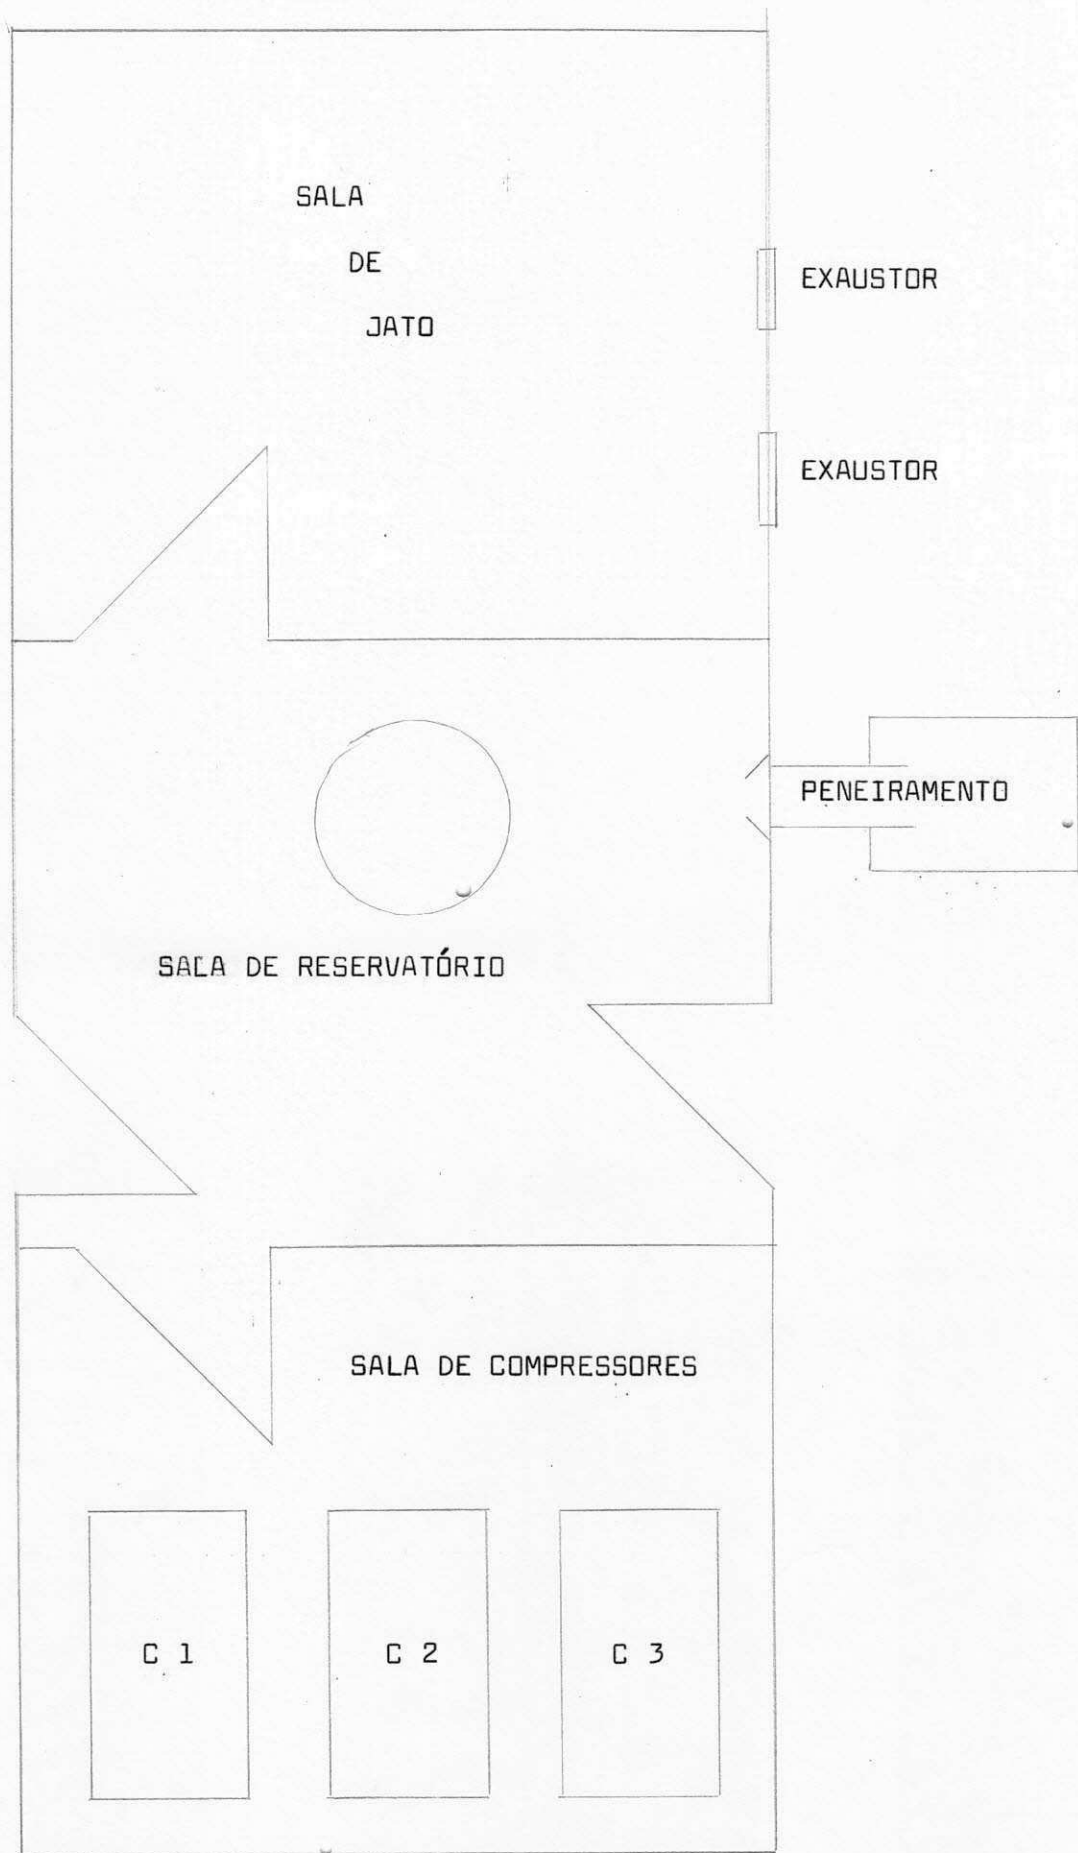 SALA
DE
JATO
EXAUSTOR
EXAUSTOR
PENEIRAMENTO
SALA DE RESERVATÓRIO
SALA DE COMPRESSORES
C 1
C 2
C 3